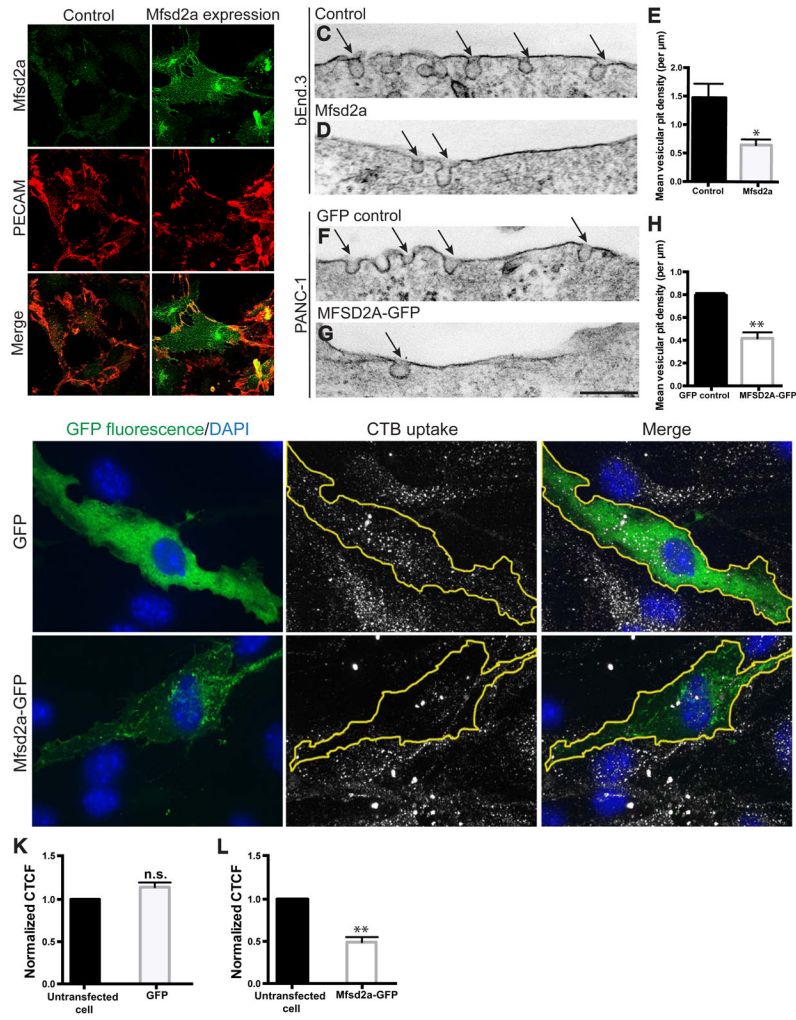 Control
Mfsd2a expression
Mfsd2a
PECAM
Merge
bEnd.3
Control
C
Mfsd2a
D
E
Mean vesicular pit density (per μm)
2.0
1.5
1.0
0.5
0.0
*
Control
Mfsd2a
PANC-1
GFP control
F
MFSD2A-GFP
G
H
Mean vesicular pit density (per μm)
0.8
0.6
0.4
0.2
0.0
**
GFP control
MFSD2A-GFP
GFP fluorescence/DAPI
CTB uptake
Merge
GFP
Mfsd2a-GFP
K
Normalized CTCF
1.5
1.0
0.5
0.0
n.s.
Untransfected
cell
GFP
L
Normalized CTCF
1.5
1.0
0.5
0.0
**
Untransfected
cell
Mfsd2a-GFP